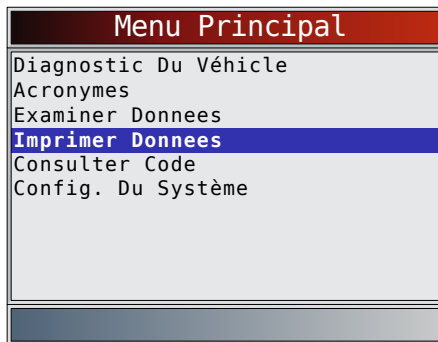 Menu Principal
Diagnostic Du Véhicle
Acronymes
Examiner Donnees
Imprimer Donnees
Consulter Code
Config. Du Système